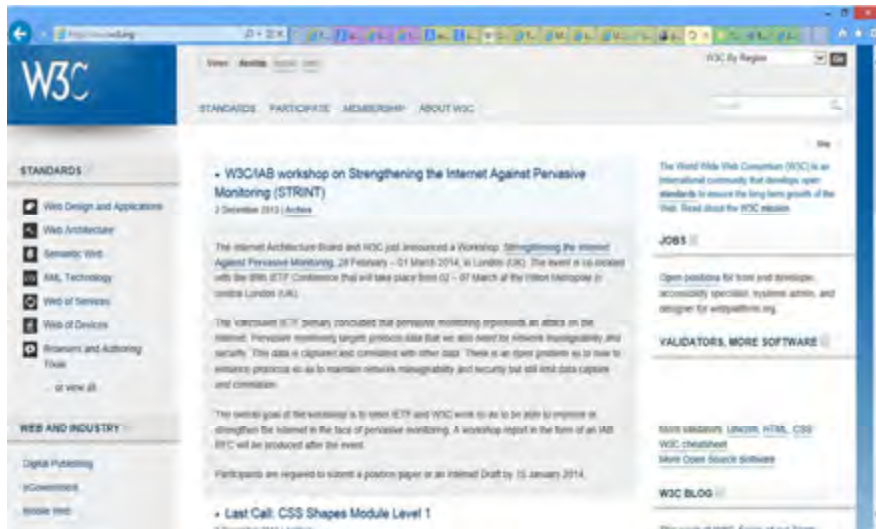 W3C
Views: desktop mobile print
W3C By Region
Go
STANDARDS PARTICIPATE MEMBERSHIP ABOUT W3C
STANDARDS
Web Design and Applications
Web Architecture
Semantic Web
XML Technology
Web of Services
Web of Devices
Browsers and Authoring
Tools
... or view all
WEB AND INDUSTRY
Digital Publishing
eGovernment
Mobile Web
W3C/IAB workshop on Strengthening the Internet Against Pervasive
Monitoring (STRINT)
2 December 2013 | Archive
The Internet Architecture Board and W3C just announced a Workshop, Strengthening the Internet
Against Pervasive Monitoring, 28 February – 01 March 2014, in London (UK). The event is co-located
with the 89th IETF Conference that will take place from 02 – 07 March at the Hilton Metropole in
central London (UK).
The Vancouver IETF plenary concluded that pervasive monitoring represents an attack on the
Internet. Pervasive monitoring targets protocol data that we also need for network manageability and
security. This data is captured and correlated with other data. There is an open problem as to how to
enhance protocols so as to maintain network manageability and security but still limit data capture
and correlation.
The overall goal of the workshop is to steer IETF and W3C work so as to be able to improve or
strengthen the Internet in the face of pervasive monitoring. A workshop report in the form of an IAB
RFC will be produced after the event.
Participants are required to submit a position paper or an Internet Draft by 15 January 2014.
Last Call: CSS Shapes Module Level 1
The World Wide Web Consortium (W3C) is an
international community that develops open
standards to ensure the long-term growth of the
Web. Read about the W3C mission.
JOBS
Open positions for front end developer,
accessibility specialist, systems admin, and
designer for webplatform.org.
VALIDATORS, MORE SOFTWARE
More validators: Unicorn, HTML, CSS
W3C cheatsheet
More Open Source Software
W3C BLOG